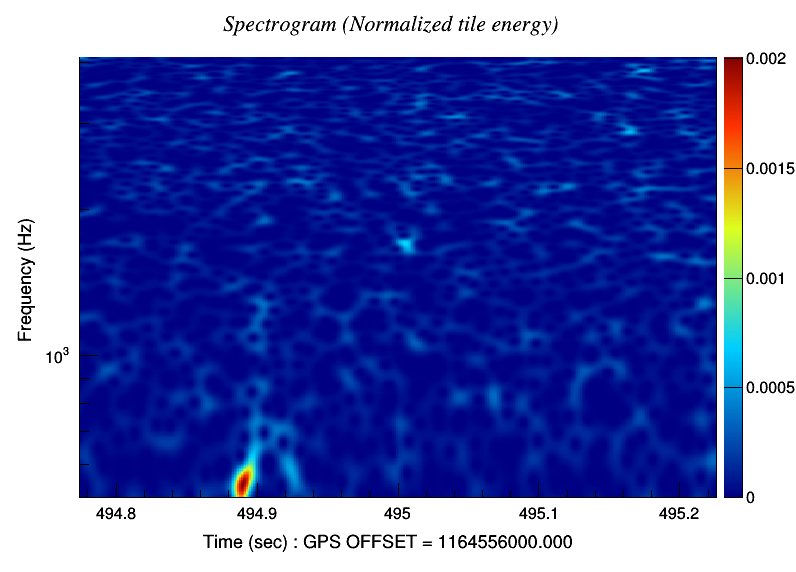 Spectrogram (Normalized tile energy)
0.002
0.0015
0.001
0.0005
0
Frequency (Hz)
10³
494.8 494.9 495 495.1 495.2
Time (sec) : GPS OFFSET = 1164556000.000